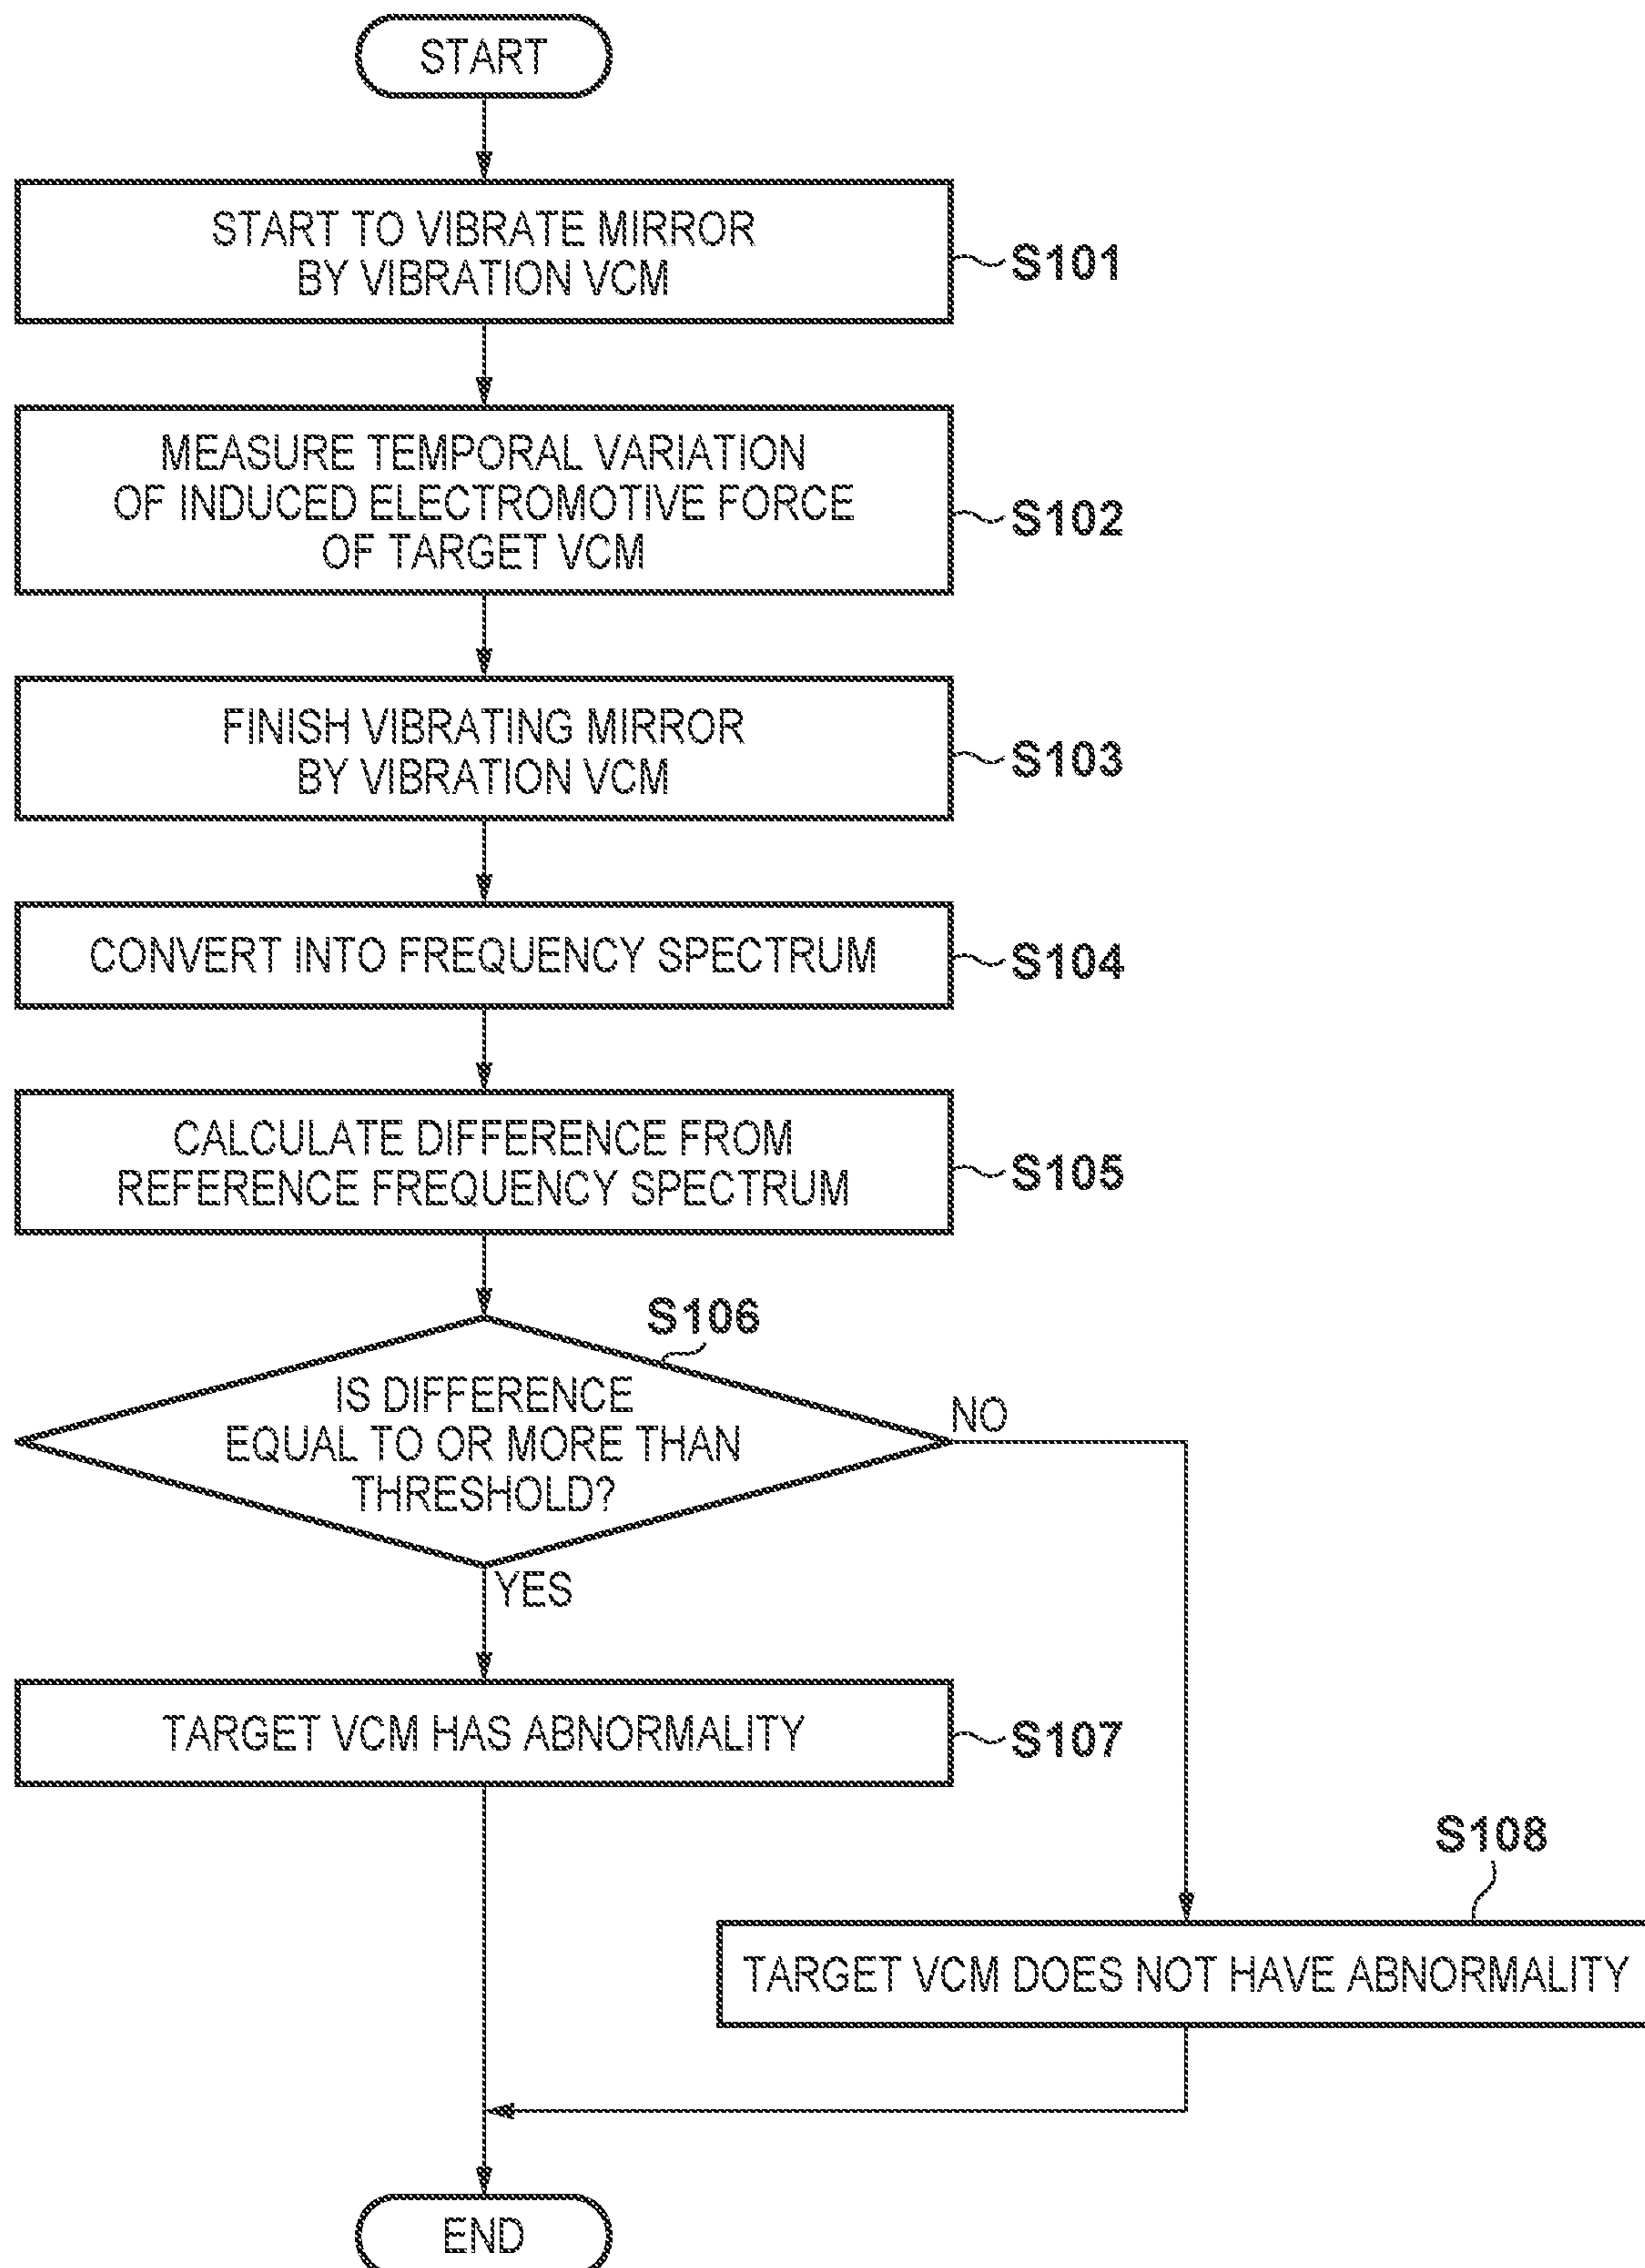 START
START TO VIBRATE MIRROR
BY VIBRATION VCM
S101
MEASURE TEMPORAL VARIATION
OF INDUCED ELECTROMOTIVE FORCE
OF TARGET VCM
S102
FINISH VIBRATING MIRROR
BY VIBRATION VCM
S103
CONVERT INTO FREQUENCY SPECTRUM
S104
CALCULATE DIFFERENCE FROM
REFERENCE FREQUENCY SPECTRUM
S105
S106
IS DIFFERENCE
EQUAL TO OR MORE THAN
THRESHOLD?
NO
YES
TARGET VCM HAS ABNORMALITY
S107
S108
TARGET VCM DOES NOT HAVE ABNORMALITY
END